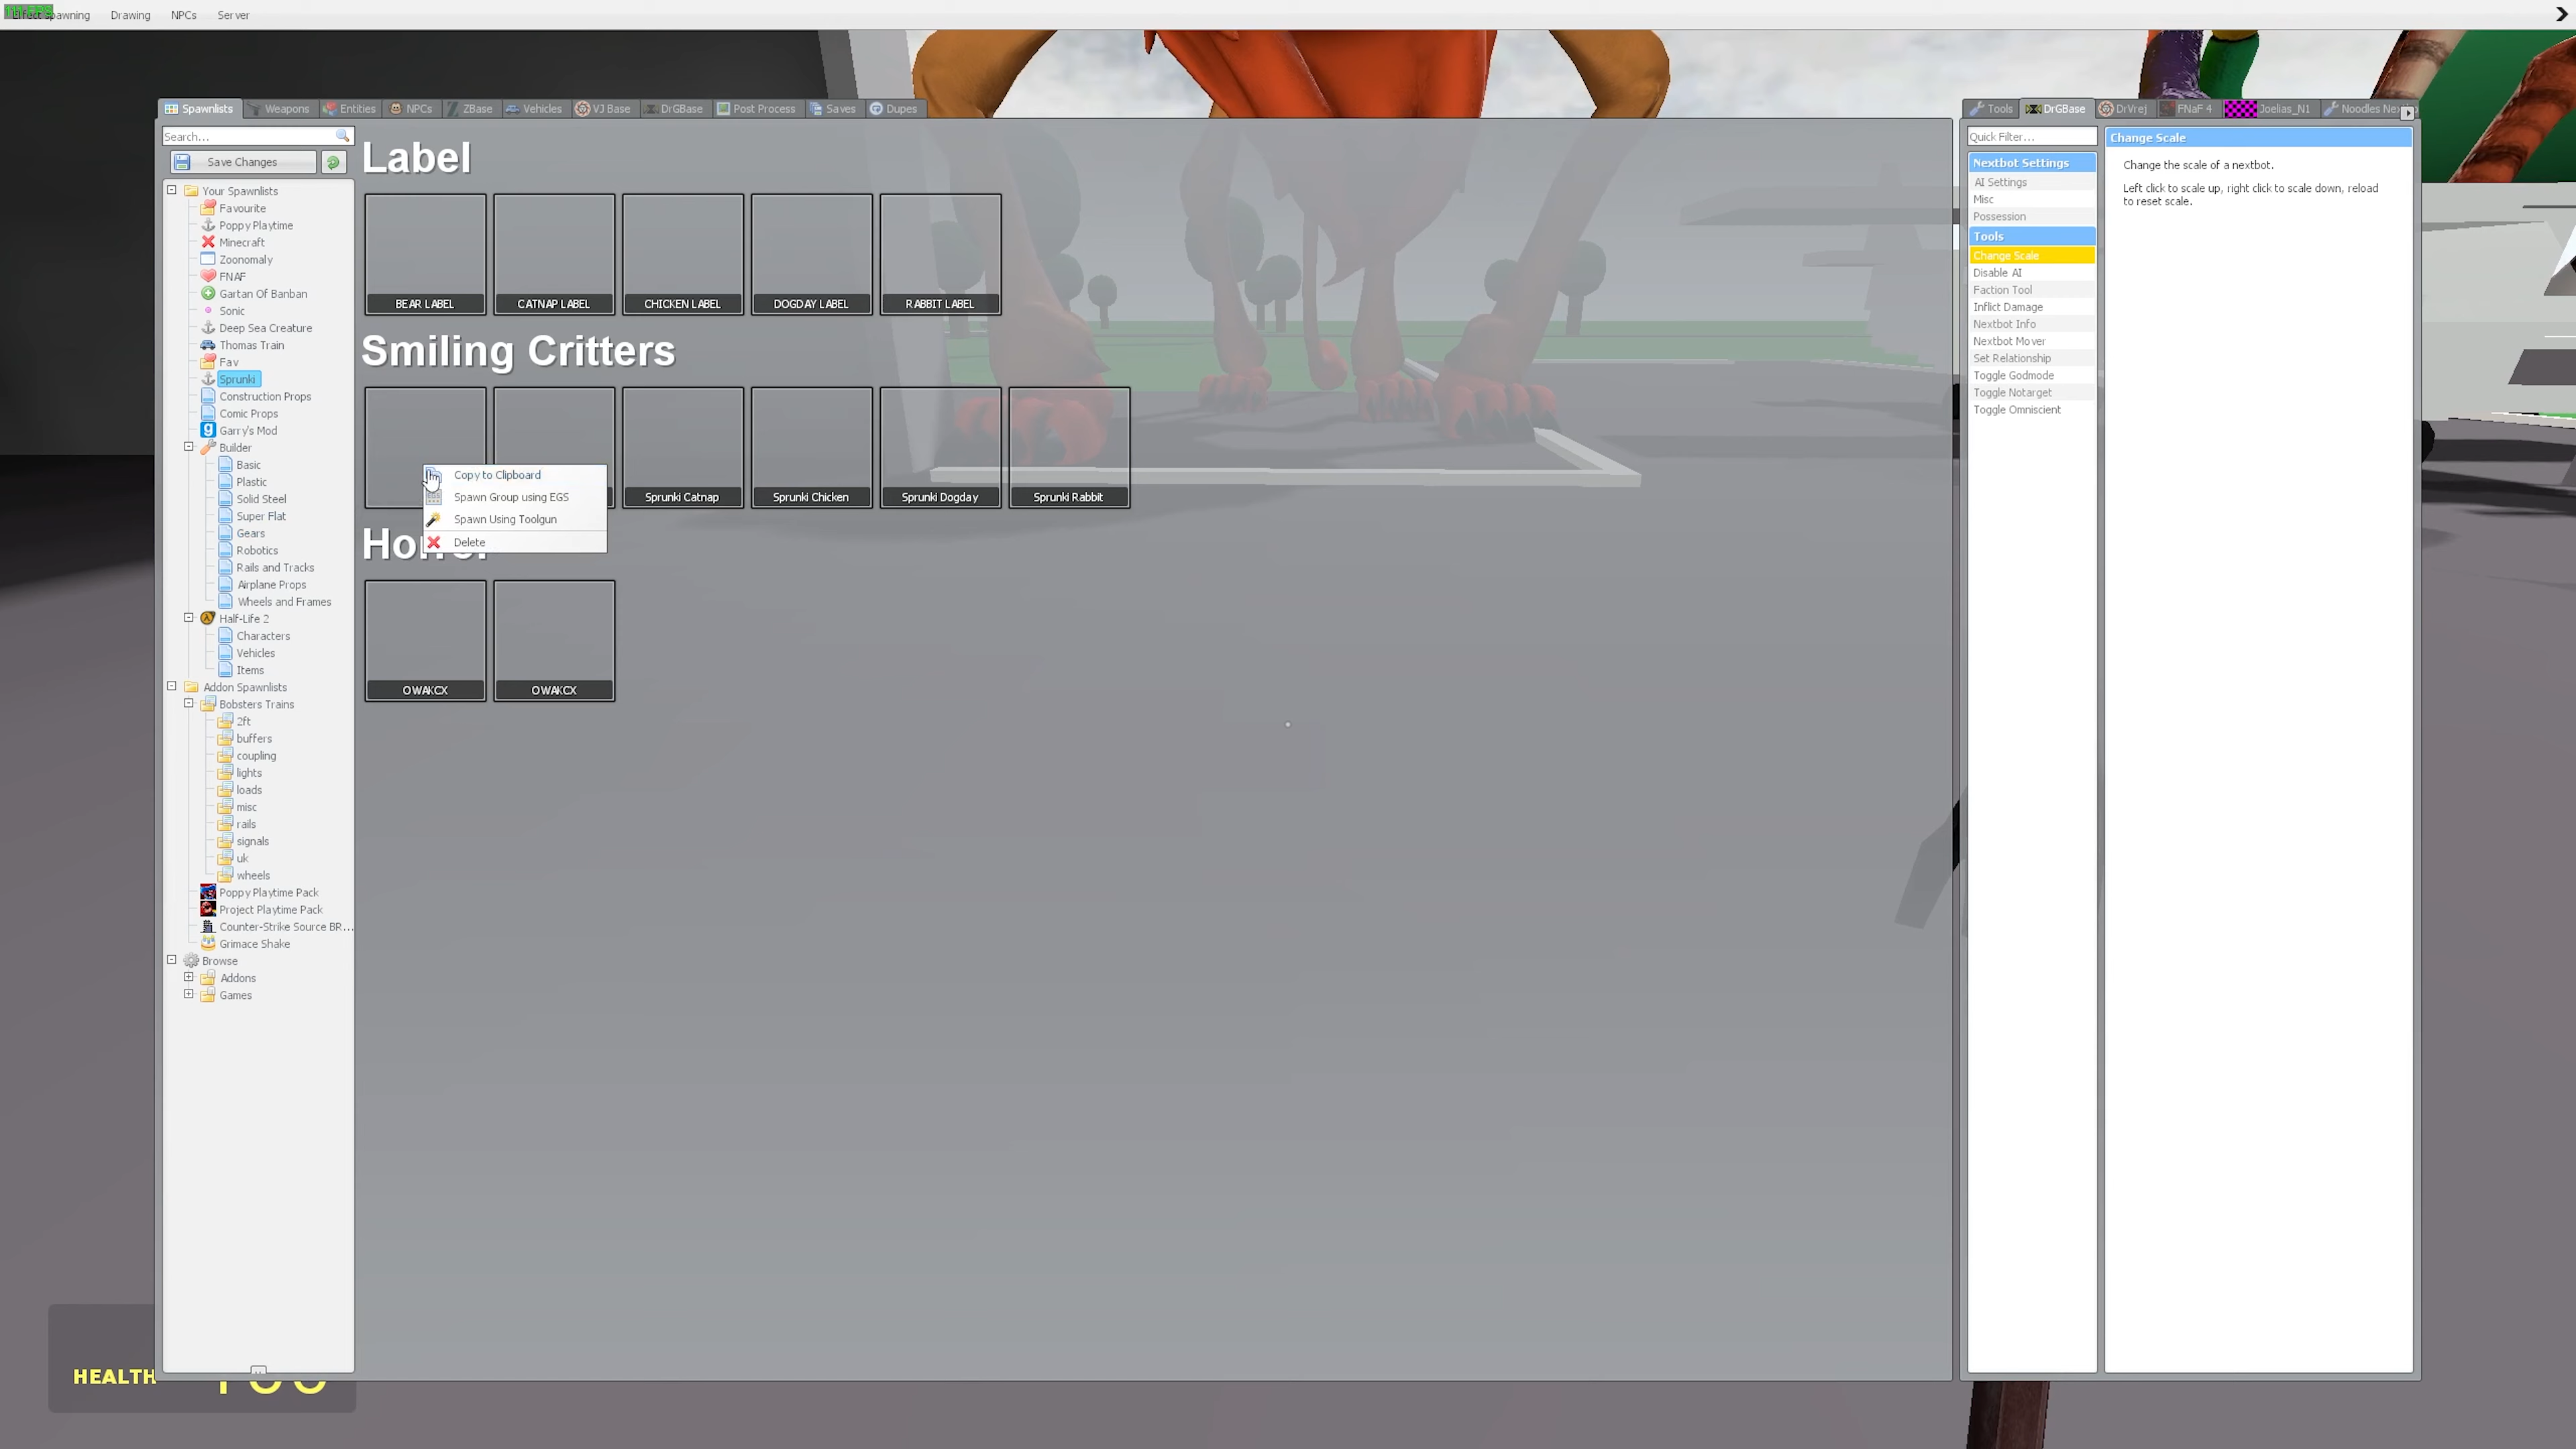 Drawing
NPCs
Server
Spawnlists
Weapons
Entities
NPCs
ZBase
Vehicles
VJ Base
DrGBase
Post Process
Saves
Dupes
Search...
Save Changes
Your Spawnlists
Favourite
Poppy Playtime
Minecraft
Zoonomaly
FNAF
Gartan Of Banban
Sonic
Deep Sea Creature
Thomas Train
Fav
Sprunki
Construction Props
Comic Props
Garry's Mod
Builder
Basic
Plastic
Solid Steel
Super Flat
Gears
Robotics
Rails and Tracks
Airplane Props
Wheels and Frames
Half-Life 2
Characters
Vehicles
Items
Addon Spawnlists
Bobsters Trains
2ft
buffers
coupling
lights
loads
misc
rails
signals
uk
wheels
Poppy Playtime Pack
Project Playtime Pack
Counter-Strike Source BR...
Grimace Shake
Browse
Addons
Games
Label
BEAR LABEL
CATNAP LABEL
CHICKEN LABEL
DOGDAY LABEL
RABBIT LABEL
Smiling Critters
Sprunki Catnap
Sprunki Chicken
Sprunki Dogday
Sprunki Rabbit
Copy to Clipboard
Spawn Group using EGS
Spawn Using Toolgun
Delete
OWAKCX
OWAKCX
Tools
DrGBase
DrVrej
FNaF 4
Joelias_N1
Noodles
Quick Filter...
Nextbot Settings
AI Settings
Misc
Possession
Tools
Change Scale
Disable AI
Faction Tool
Inflict Damage
Nextbot Info
Nextbot Mover
Set Relationship
Toggle Godmode
Toggle Notarget
Toggle Omniscient
Change Scale
Change the scale of a nextbot.
Left click to scale up, right click to scale down, reload
to reset scale.
HEALTH